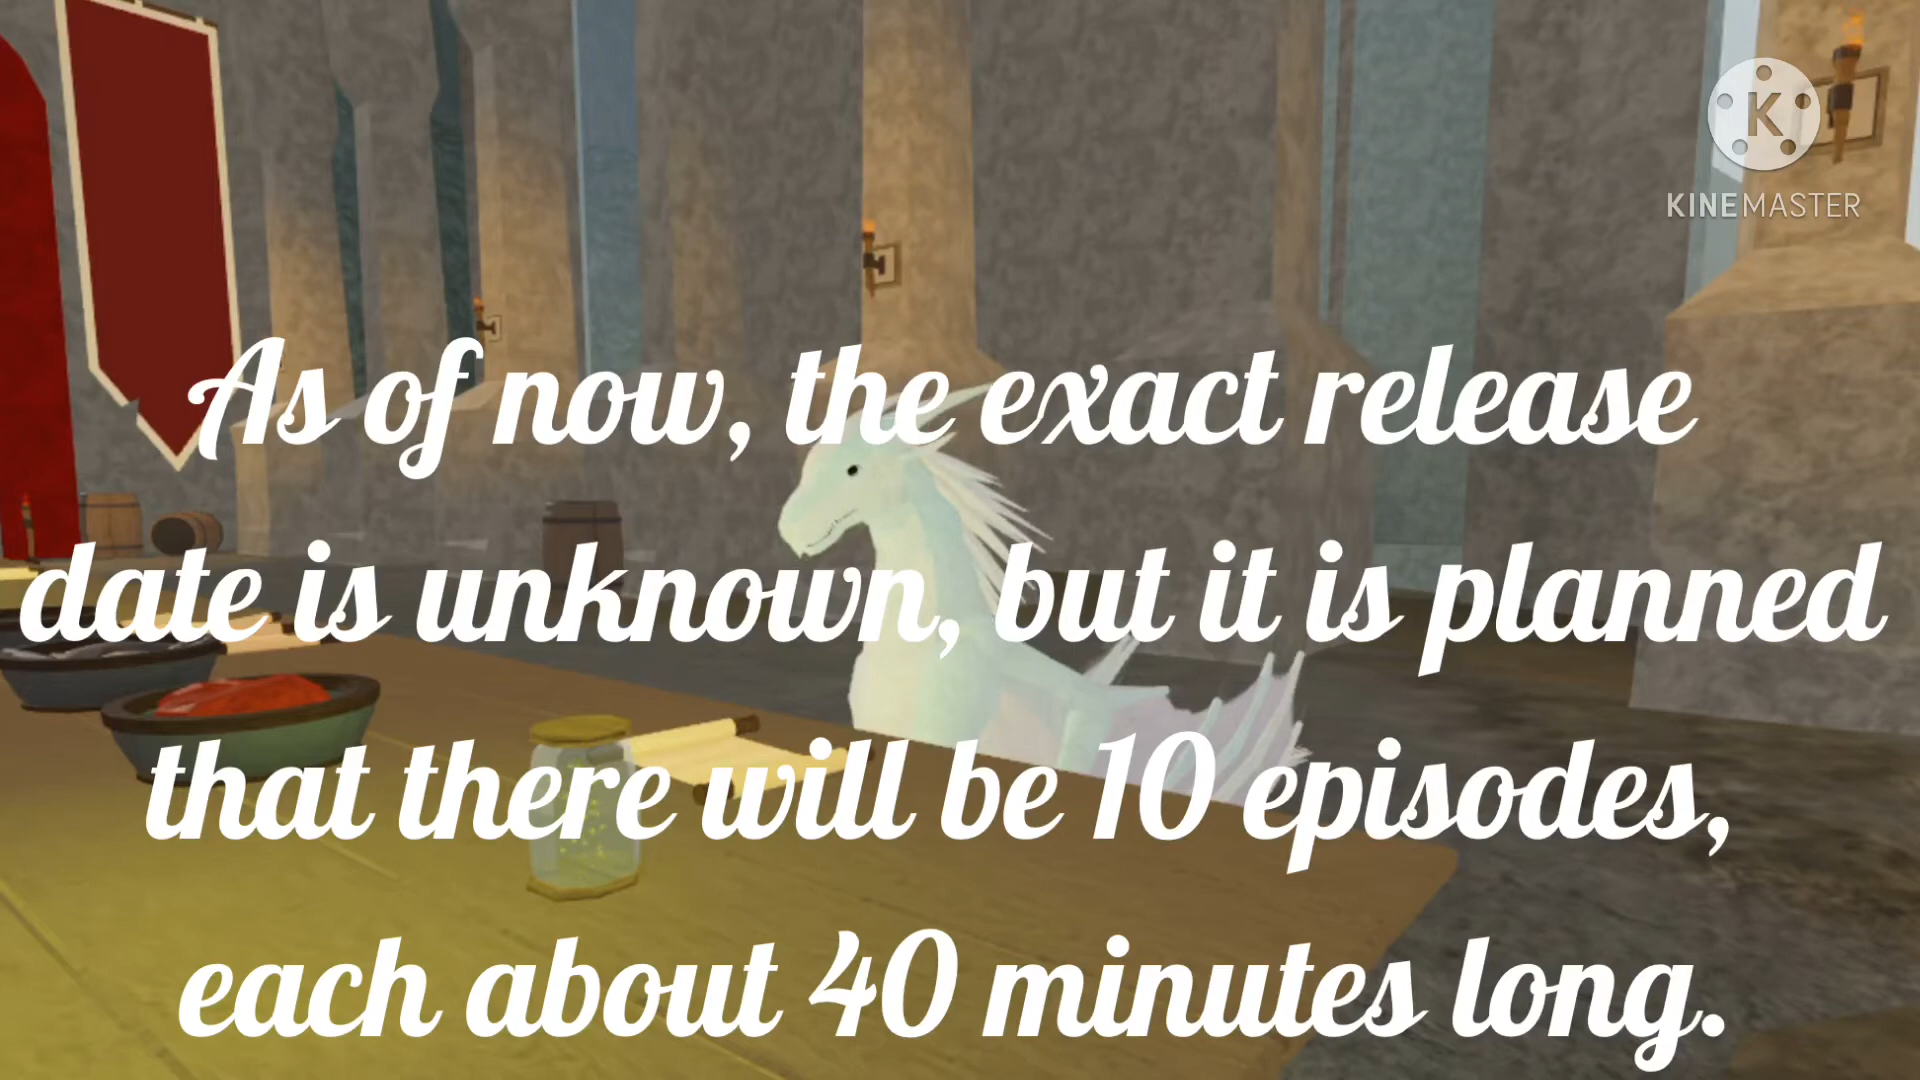 K
KINEMASTER
As of now, the exact release
date is unknown, but it is planned
that there will be 10 episodes,
each about 40 minutes long.